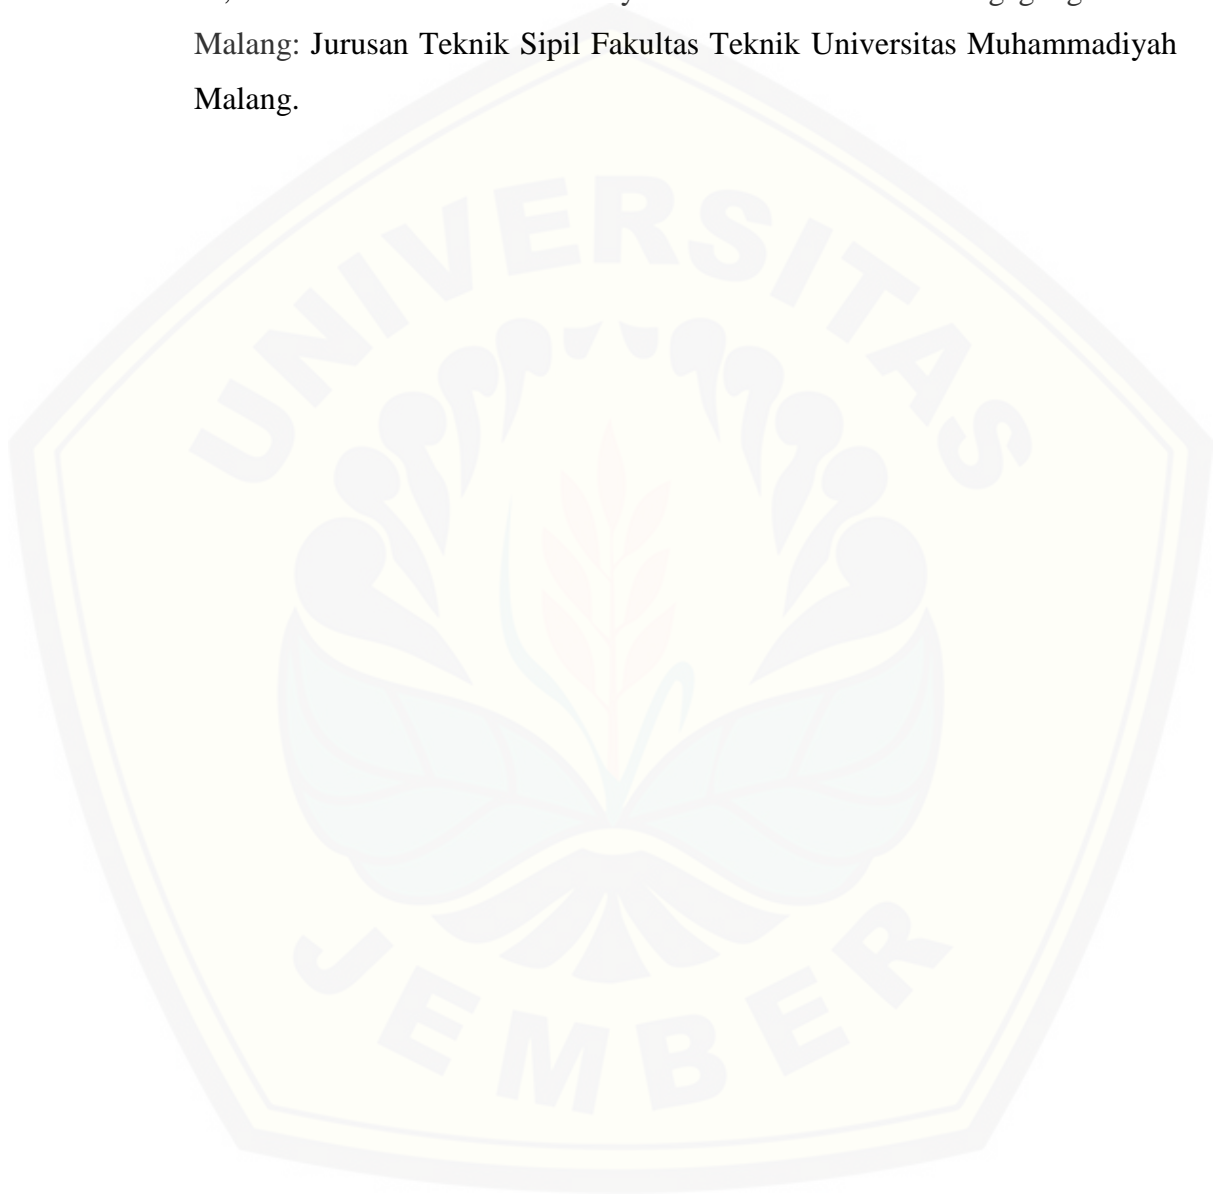 Malang: Jurusan Teknik Sipil Fakultas Teknik Universitas Muhammadiyah
Malang.
UNIVERSITAS
JEMBER